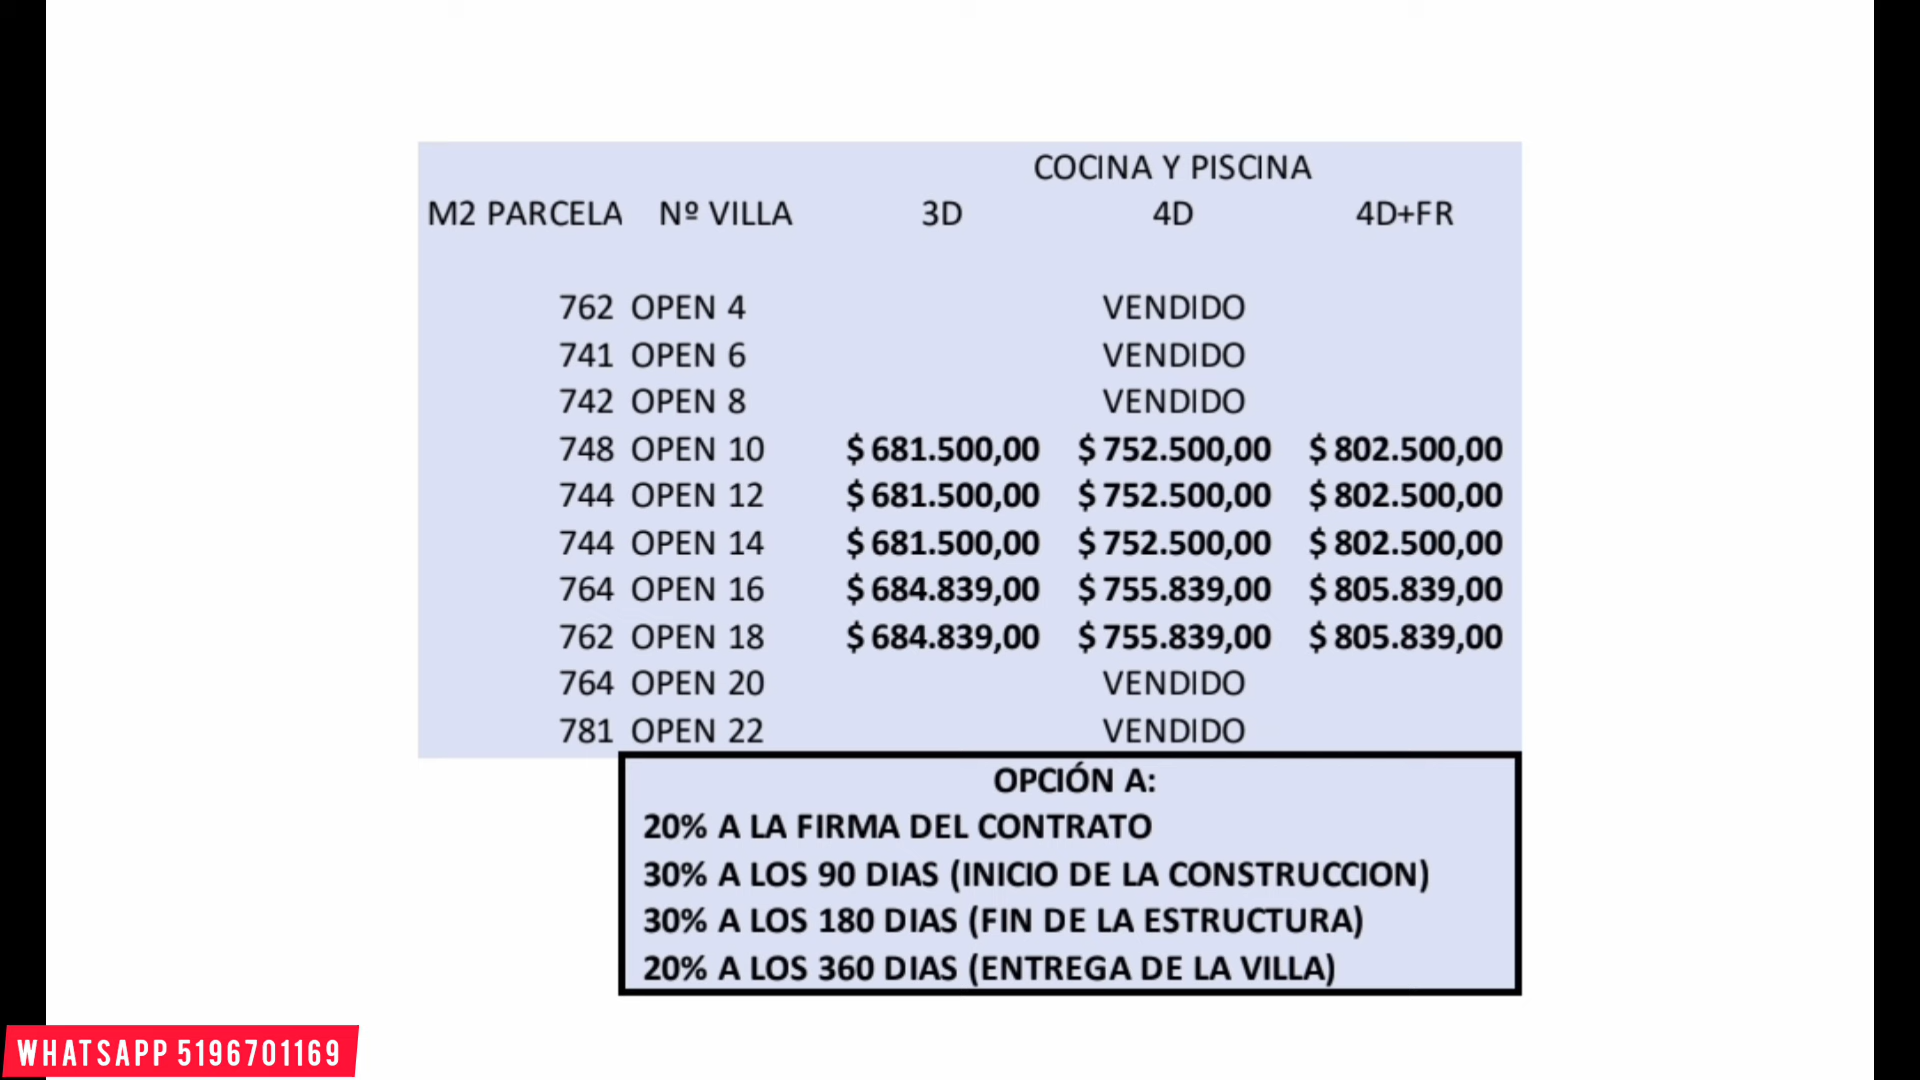 COCINA Y PISCINA
M2 PARCELA Nº VILLA 3D 4D 4D+FR
762 OPEN 4 VENDIDO
741 OPEN 6 VENDIDO
742 OPEN 8 VENDIDO
748 OPEN 10 $ 681.500,00 $ 752.500,00 $ 802.500,00
744 OPEN 12 $ 681.500,00 $ 752.500,00 $ 802.500,00
744 OPEN 14 $ 681.500,00 $ 752.500,00 $ 802.500,00
764 OPEN 16 $ 684.839,00 $ 755.839,00 $ 805.839,00
762 OPEN 18 $ 684.839,00 $ 755.839,00 $ 805.839,00
764 OPEN 20 VENDIDO
781 OPEN 22 VENDIDO
OPCIÓN A:
20% A LA FIRMA DEL CONTRATO
30% A LOS 90 DIAS (INICIO DE LA CONSTRUCCION)
30% A LOS 180 DIAS (FIN DE LA ESTRUCTURA)
20% A LOS 360 DIAS (ENTREGA DE LA VILLA)
WHATSAPP 5196701169